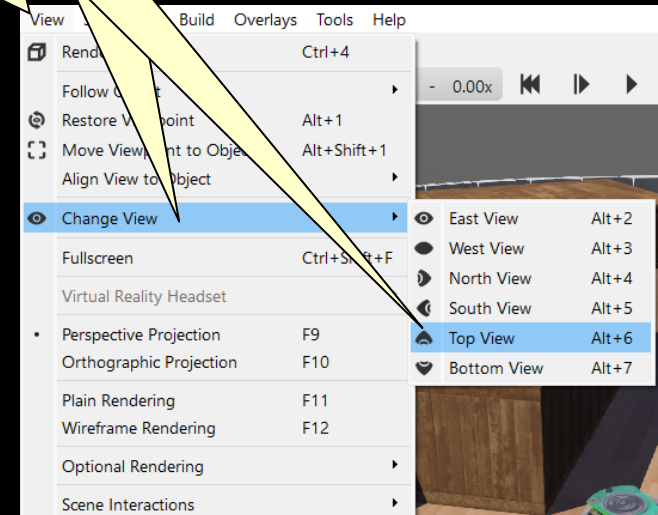 View Build Overlays Tools Help
Ctrl+4
- 0.00x
Follow
Restore Alt+1
Move to Alt+Shift+1
Align View to Object
Change View
East View Alt+2
Fullscreen
West View Alt+3
Virtual Reality Headset
North View Alt+4
South View Alt+5
Perspective Projection F9
Top View Alt+6
Orthographic Projection F10
Bottom View Alt+7
Plain Rendering F11
Wireframe Rendering F12
Optional Rendering
Scene Interactions